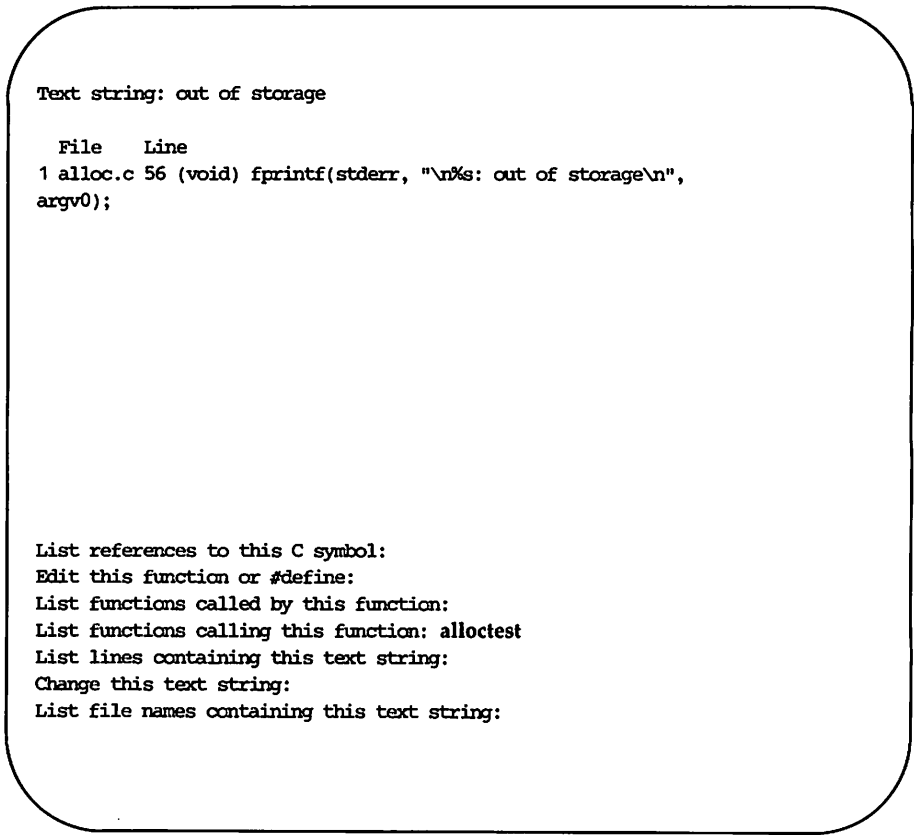 Text string: out of storage
File Line
1 alloc.c 56 (void) fprintf(stderr, "\n%s: out of storage\n",
argv0);
List references to this C symbol:
Edit this function or #define:
List functions called by this function:
List functions calling this function: alloctest
List lines containing this text string:
Change this text string:
List file names containing this text string: